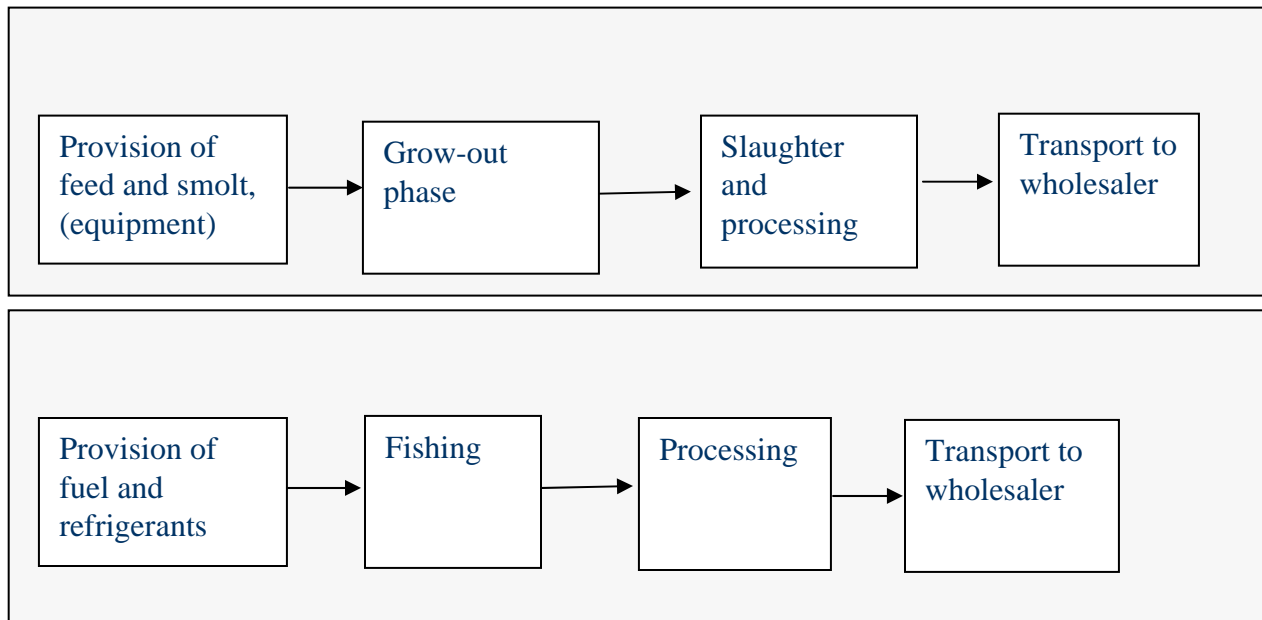 Provision of
feed and smolt,
(equipment)
Grow-out
phase
Slaughter
and
processing
Transport to
wholesaler
Provision of
fuel and
refrigerants
Fishing
Processing
Transport to
wholesaler